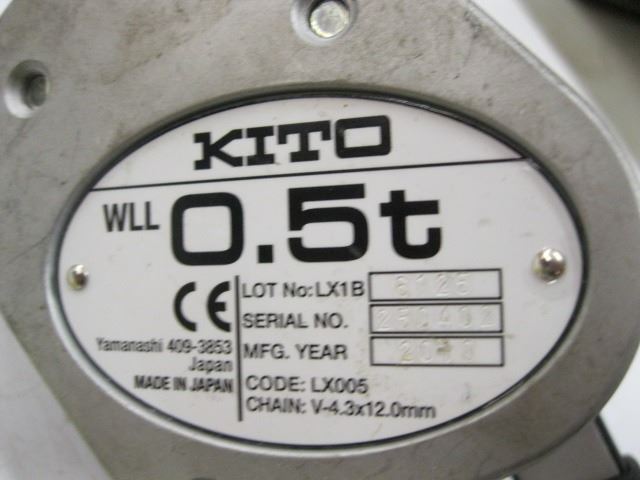 KITO
WLL 0.5t
CE
LOT No: LX1B 8125
SERIAL NO.
MFG. YEAR
Yamanashi 409-3853
Japan
MADE IN JAPAN
CODE: LX005
CHAIN: V-4.3x12.0mm